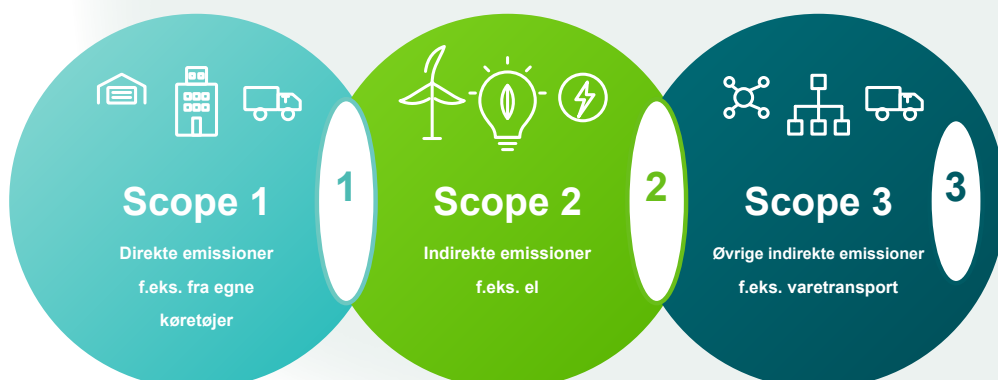 Scope 1
Direkte emissioner
f.eks. fra egne
køretøjer
1
Scope 2
Indirekte emissioner
f.eks. el
2
Scope 3
Øvrige indirekte emissioner
f.eks. varetransport
3